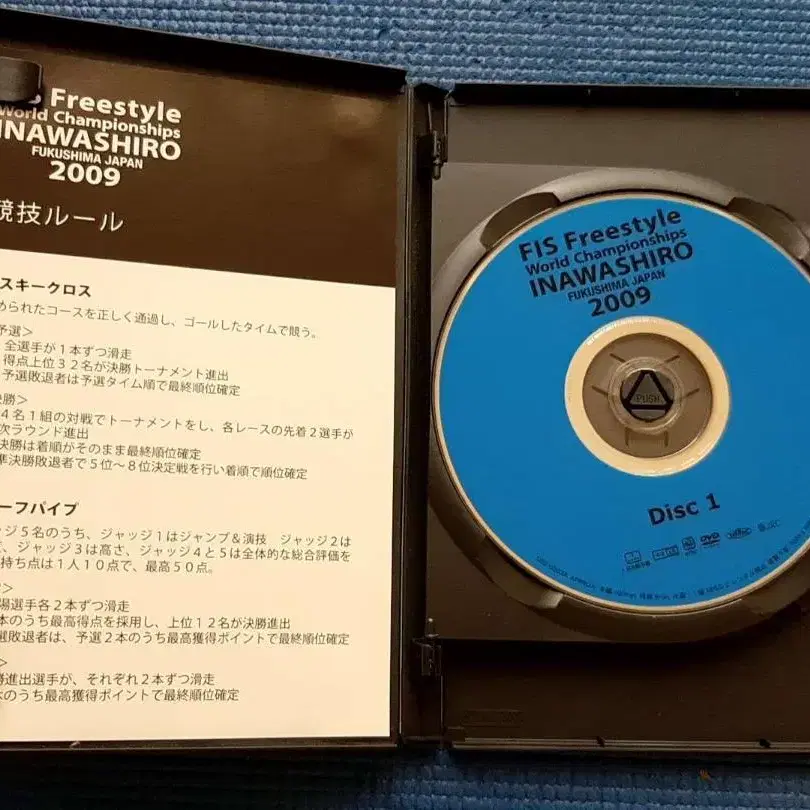 FIS Freestyle
World Championships
INAWASHIRO
FUKUSHIMA JAPAN
2009
競技ルール
スキークロス
められたコースを正しく通過し、ゴールしたタイムで競う。
予選＞
全選手が１本ずつ滑走
得点上位３２名が決勝トーナメント進出
予選敗退者は予選タイム順で最終順位確定
決勝＞
４名１組の対戦でトーナメントをし、各レースの先着２選手が
次ラウンド進出
決勝は着順がそのまま最終順位確定
準決勝敗退者で５位～８位決定戦を行い着順で順位確定
ーフパイプ
ッジ５名のうち、ジャッジ１はジャンプ＆演技　ジャッジ２は
、ジャッジ３は高さ、ジャッジ４と５は全体的な総合評価を
持ち点は１人１０点で、最高５０点。
＞
場選手各２本ずつ滑走
本のうち最高得点を採用し、上位１２名が決勝進出
選敗退者は、予選２本のうち最高獲得ポイントで最終順位確定
＞
勝進出選手が、それぞれ２本ずつ滑走
本のうち最高獲得ポイントで最終順位確定
FIS Freestyle
World Championships
INAWASHIRO
FUKUSHIMA JAPAN
2009
PUSH
Disc 1
DVD